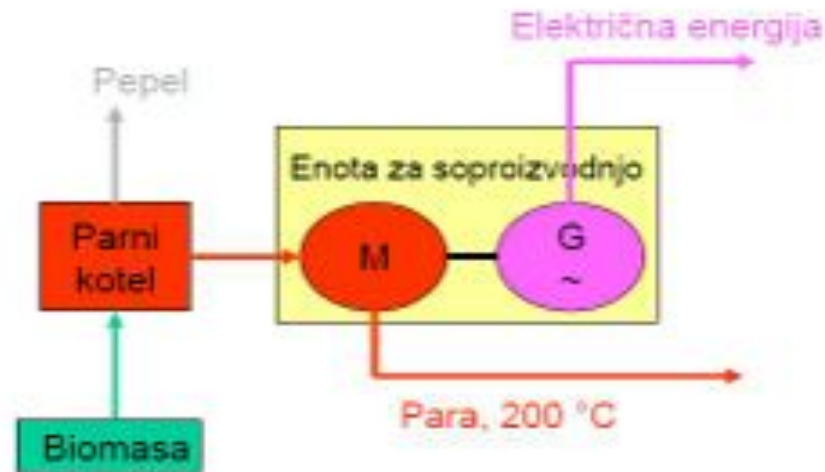 Električna energija
Pepel
Enota za soproizvodnjo
Parni
kotel
M
G
~
Para, 200 °C
Biomasa